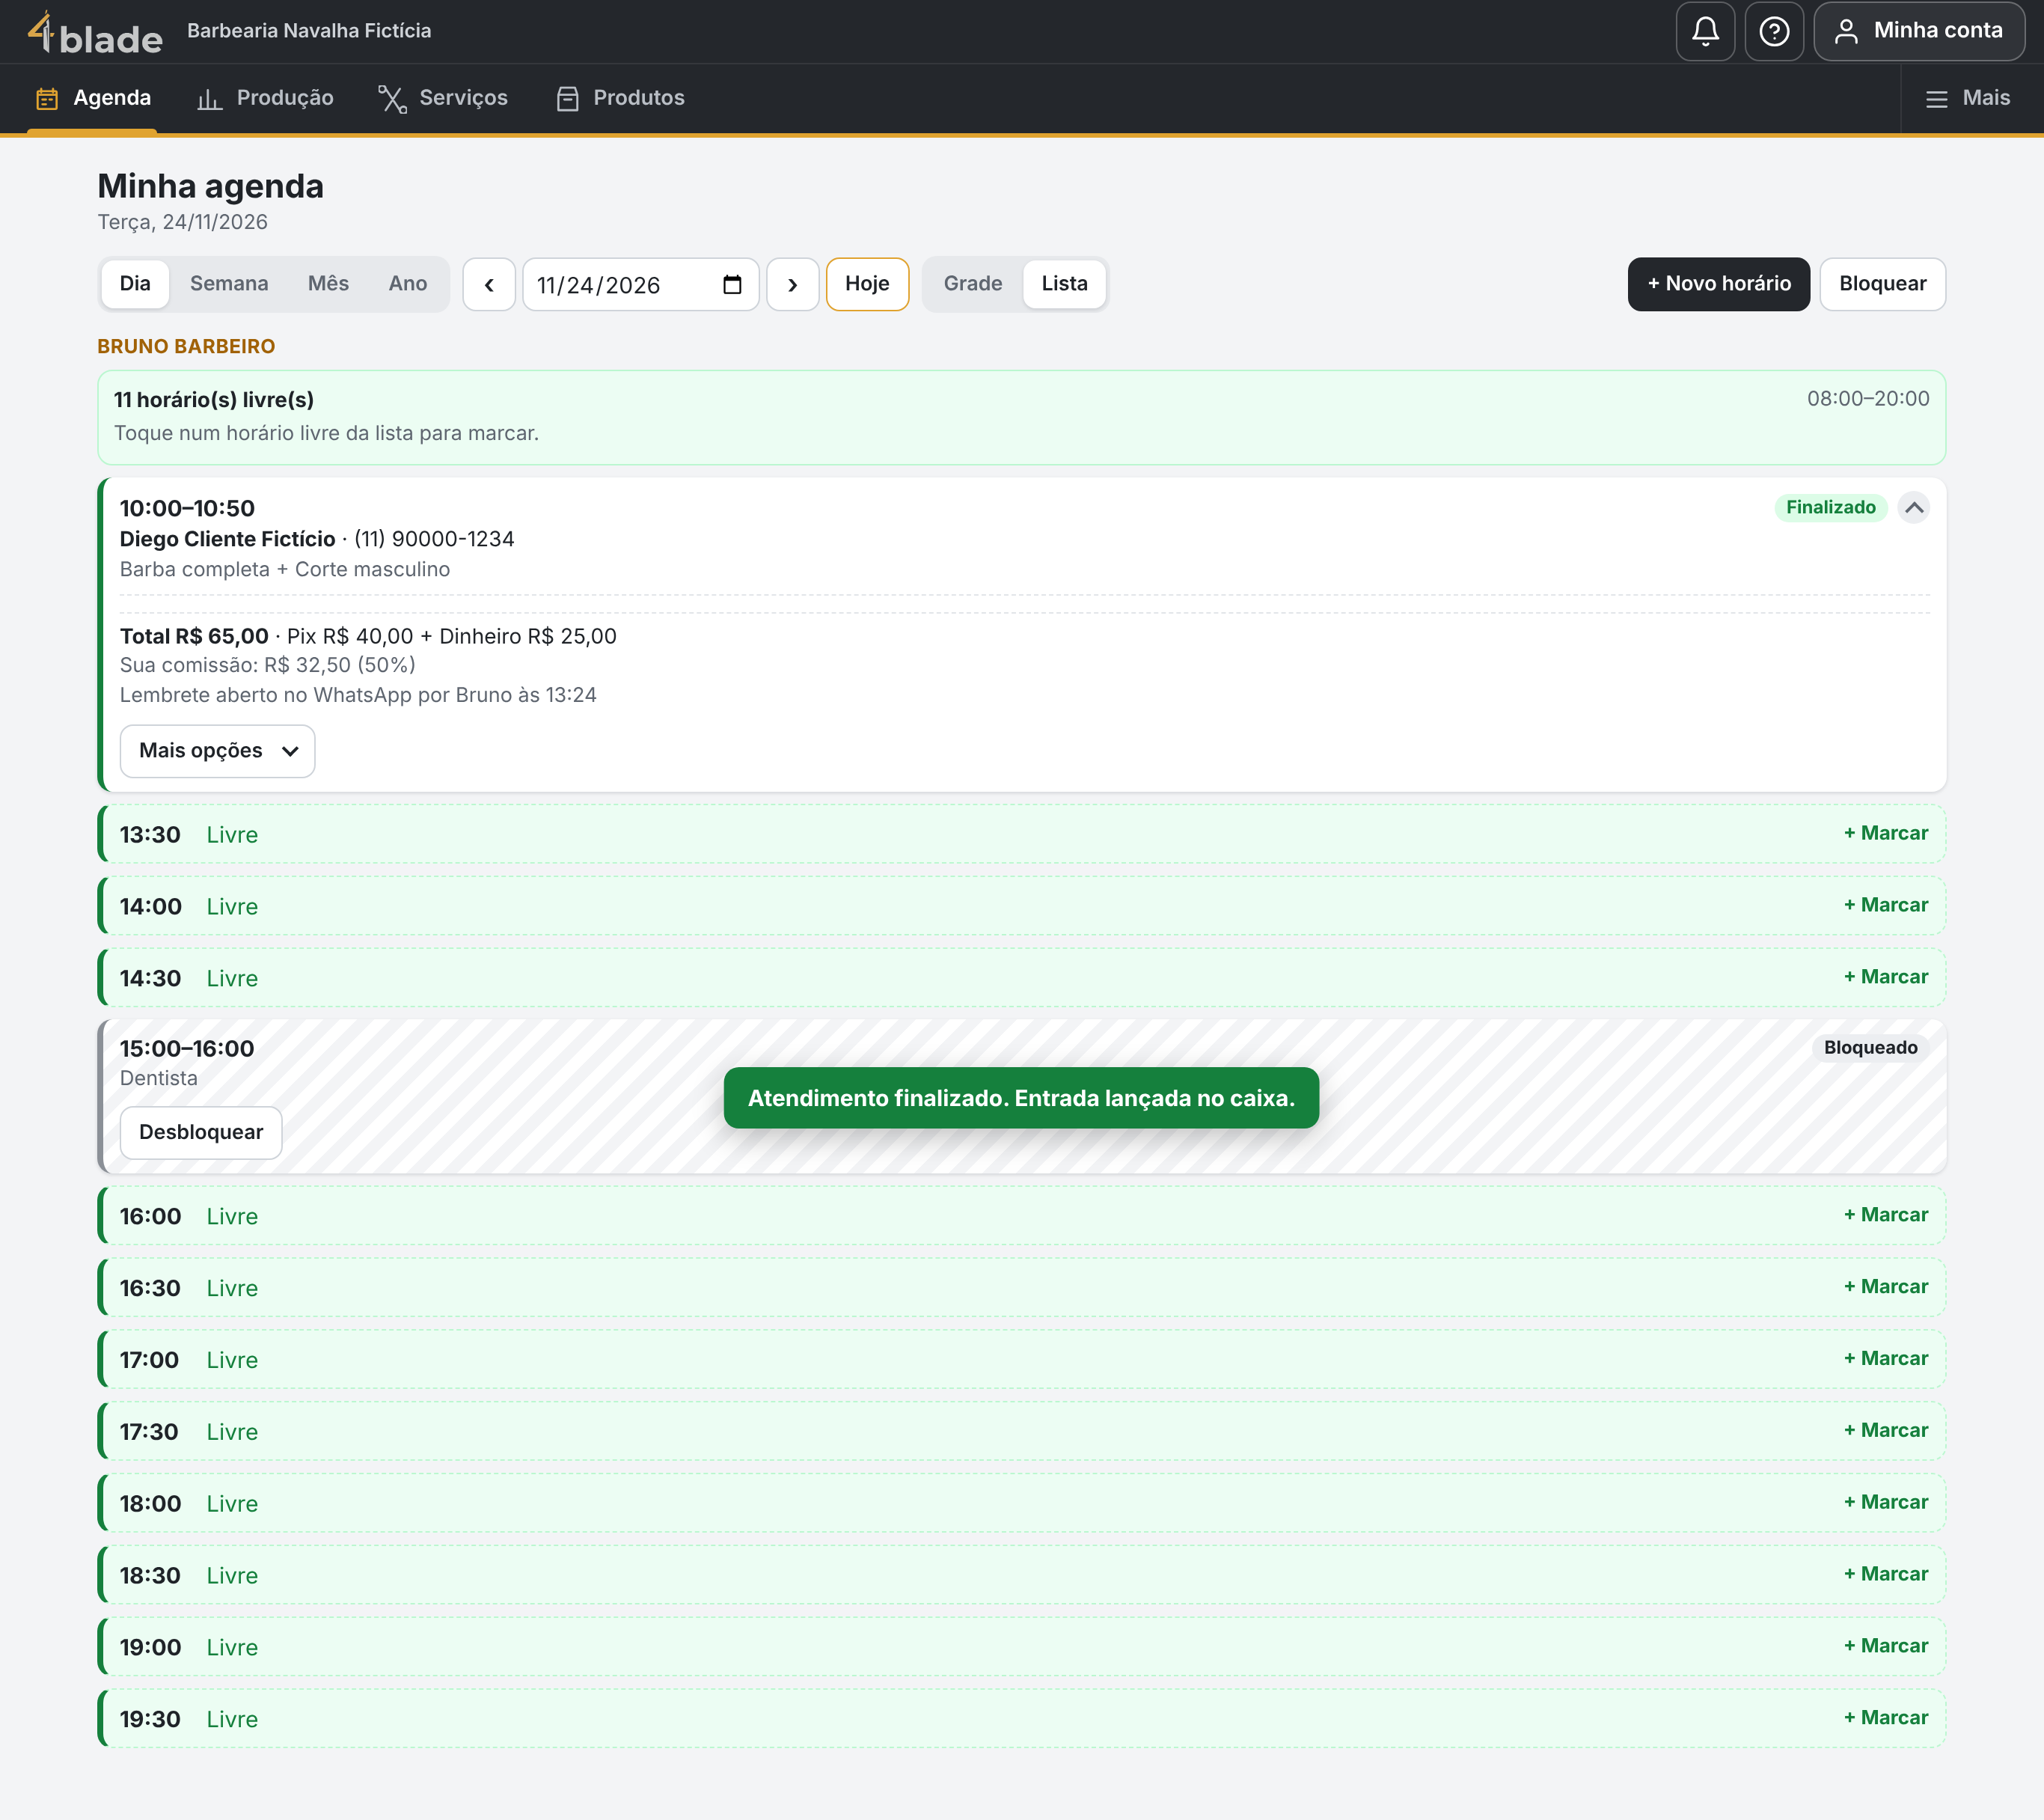 4blade
Barbearia Navalha Fictícia
Minha conta
Agenda
Produção
Serviços
Produtos
Mais
Minha agenda
Terça, 24/11/2026
Dia
Semana
Mês
Ano
11/24/2026
Hoje
Grade
Lista
+ Novo horário
Bloquear
BRUNO BARBEIRO
11 horário(s) livre(s)
08:00–20:00
Toque num horário livre da lista para marcar.
10:00–10:50
Finalizado
Diego Cliente Fictício · (11) 90000-1234
Barba completa + Corte masculino
Total R$ 65,00 · Pix R$ 40,00 + Dinheiro R$ 25,00
Sua comissão: R$ 32,50 (50%)
Lembrete aberto no WhatsApp por Bruno às 13:24
Mais opções
13:30 Livre + Marcar
14:00 Livre + Marcar
14:30 Livre + Marcar
15:00–16:00
Bloqueado
Dentista
Atendimento finalizado. Entrada lançada no caixa.
Desbloquear
16:00 Livre + Marcar
16:30 Livre + Marcar
17:00 Livre + Marcar
17:30 Livre + Marcar
18:00 Livre + Marcar
18:30 Livre + Marcar
19:00 Livre + Marcar
19:30 Livre + Marcar